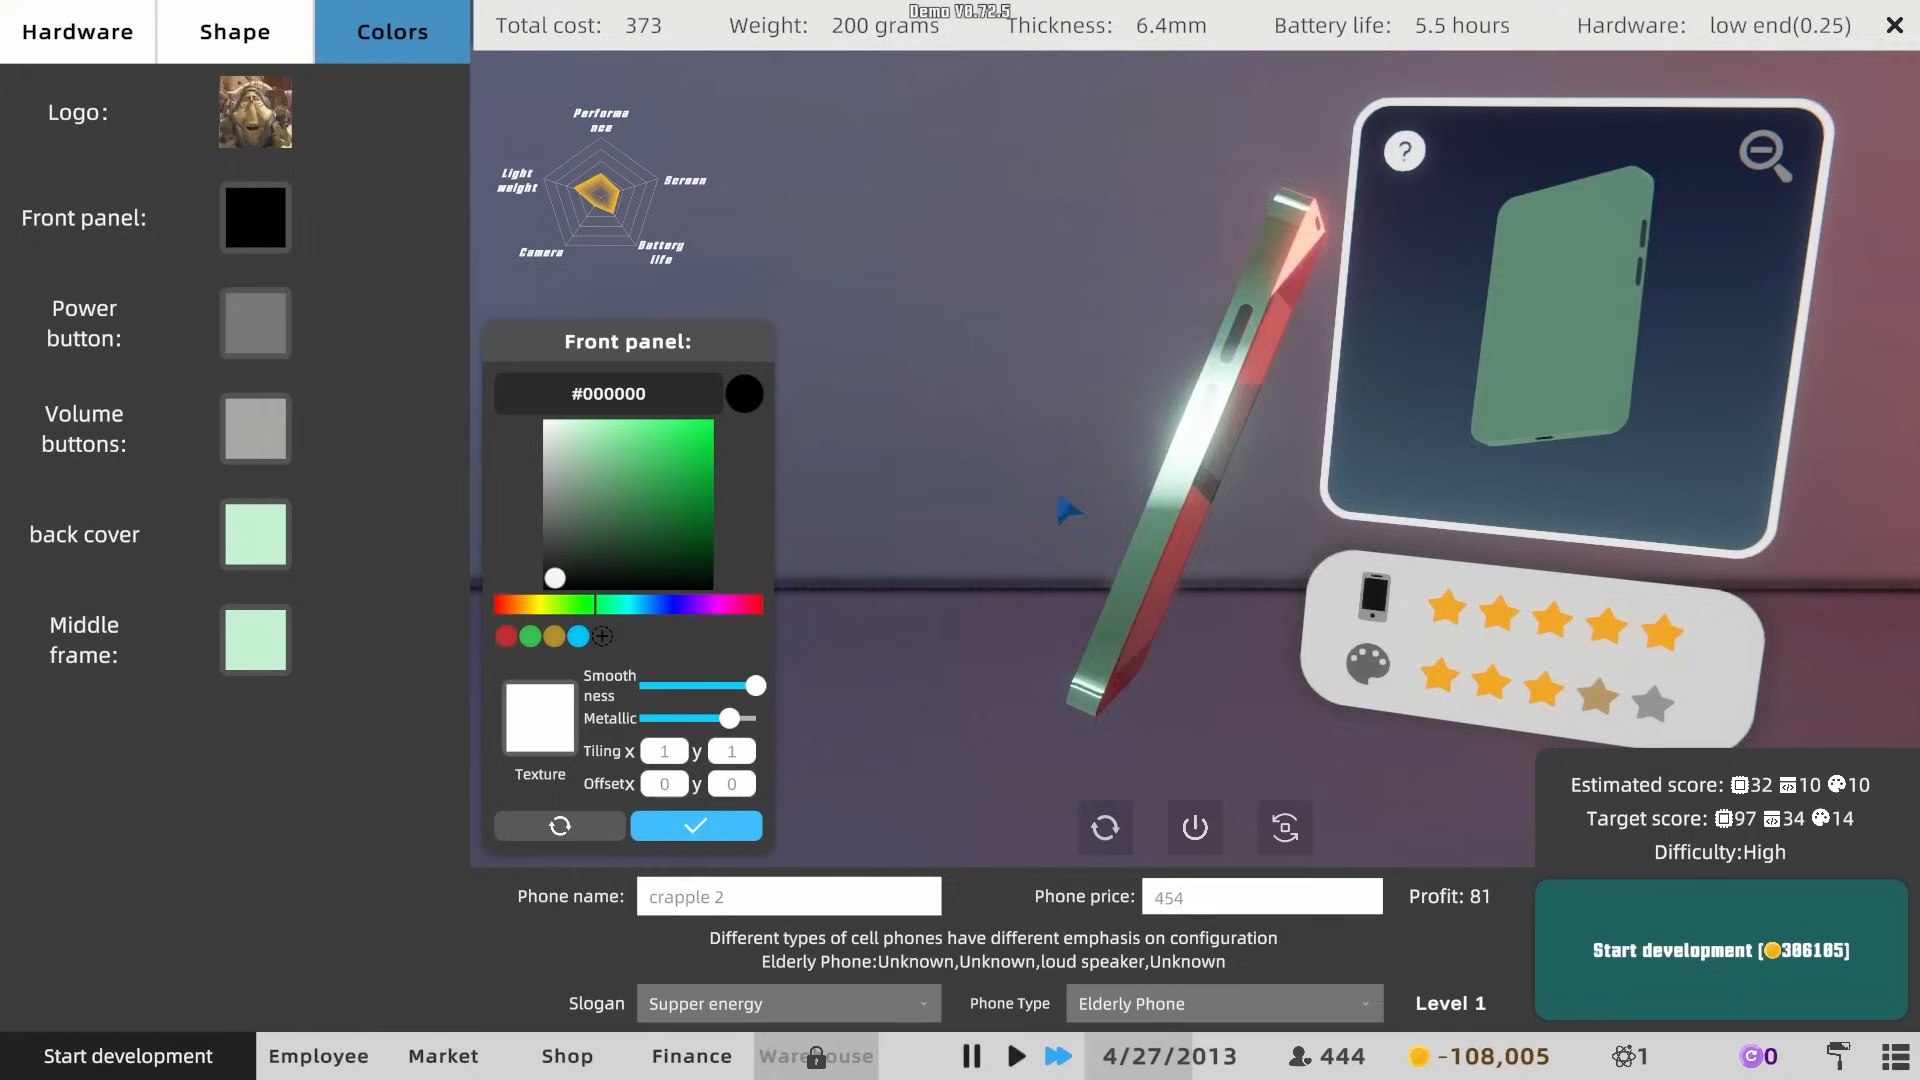 Hardware
Shape
Colors
Total cost: 373
Weight: 200 grams
Demo V0.72.5
Thickness: 6.4mm
Battery life: 5.5 hours
Hardware: low end(0.25)
Logo:
Front panel:
Power
button:
Volume
buttons:
back cover
Middle
frame:
Performa
nce
Light
weight
Screen
Camera
Battery
life
?
Front panel:
#000000
Smooth
ness
Metallic
Tiling x 1 y 1
Texture
Offsetx 0 y 0
Estimated score: 32 10 10
Target score: 97 34 14
Difficulty:High
Phone name: crapple 2
Phone price: 454
Profit: 81
Different types of cell phones have different emphasis on configuration
Elderly Phone:Unknown,Unknown,loud speaker,Unknown
Start development [306105]
Slogan Supper energy
Phone Type Elderly Phone
Level 1
Start development
Employee
Market
Shop
Finance
Warehouse
4/27/2013
444
-108,005
1
0